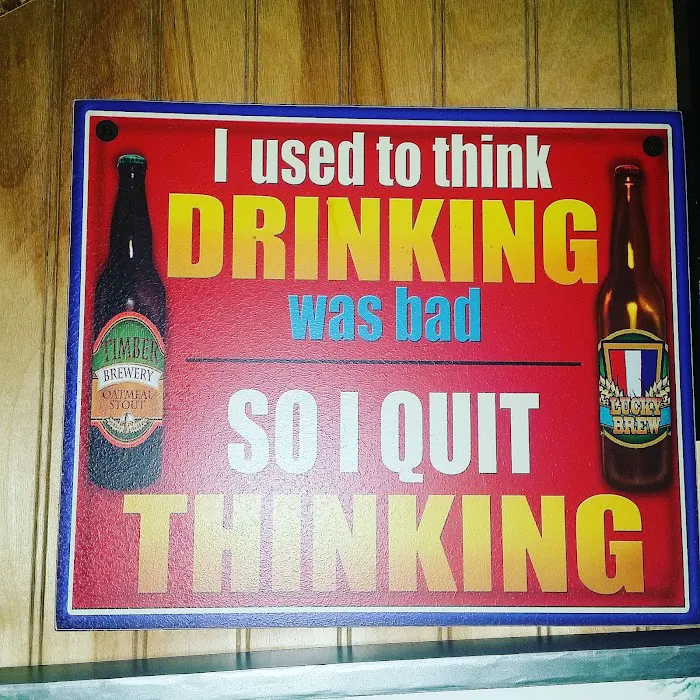 I used to think
DRINKING
was bad
SO I QUIT
THINKING
TIMBER
BREWERY
OATMEAL
STOUT
LUCKY
BREW